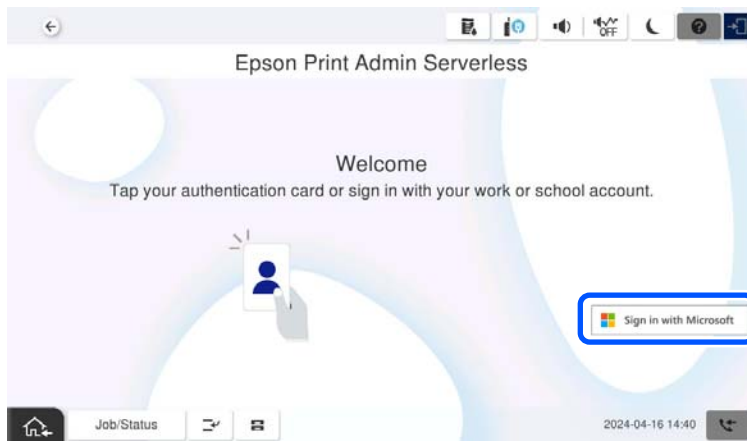 OFF
?
Epson Print Admin Serverless
Welcome
Tap your authentication card or sign in with your work or school account.
Sign in with Microsoft
Job/Status
2024-04-16 14:40